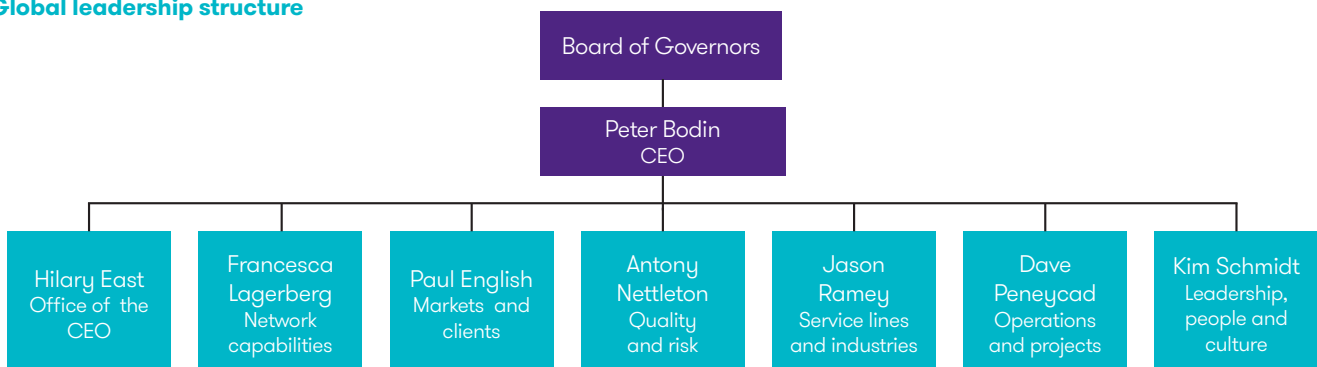 Global leadership structure
Board of Governors
Peter Bodin
CEO
Hilary East
Office of the
CEO
Francesca
Lagerberg
Network
capabilities
Paul English
Markets and
clients
Antony
Nettleton
Quality
and risk
Jason
Ramey
Service lines
and industries
Dave
Peneycad
Operations
and projects
Kim Schmidt
Leadership,
people and
culture